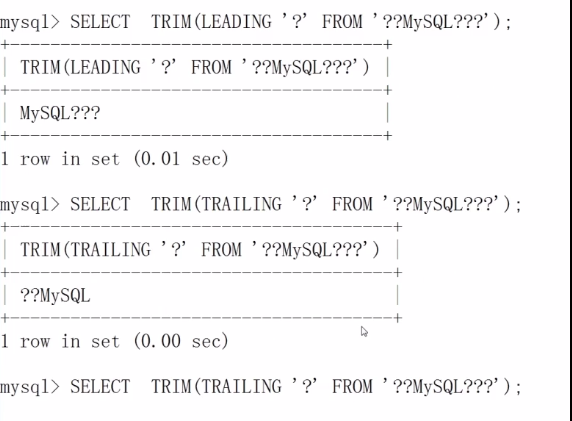 mysql> SELECT  TRIM(LEADING '?' FROM '??MySQL???');
+--------------------------------------+
| TRIM(LEADING '?' FROM '??MySQL???') |
+--------------------------------------+
| MySQL???                             |
+--------------------------------------+
1 row in set (0.01 sec)
mysql> SELECT  TRIM(TRAILING '?' FROM '??MySQL???');
+---------------------------------------+
| TRIM(TRAILING '?' FROM '??MySQL???') |
+---------------------------------------+
| ??MySQL                               |
+---------------------------------------+
1 row in set (0.00 sec)
mysql> SELECT  TRIM(TRAILING '?' FROM '??MySQL???');